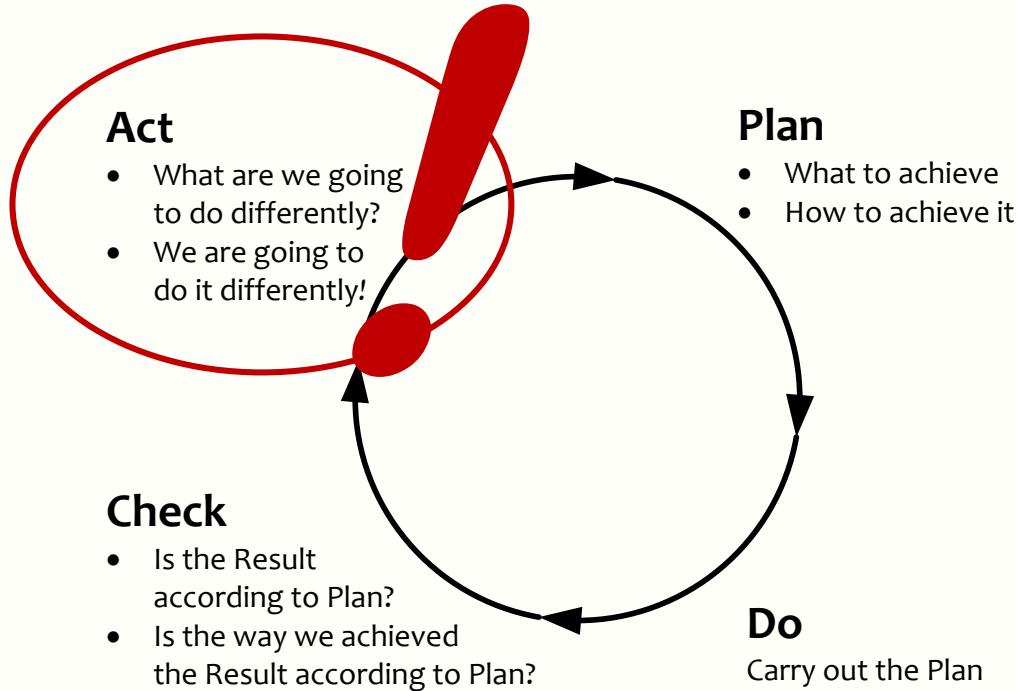 Act
• What are we going
to do differently?
• We are going to
do it differently!
Plan
• What to achieve
• How to achieve it
Check
• Is the Result
according to Plan?
• Is the way we achieved
the Result according to Plan?
Do
Carry out the Plan